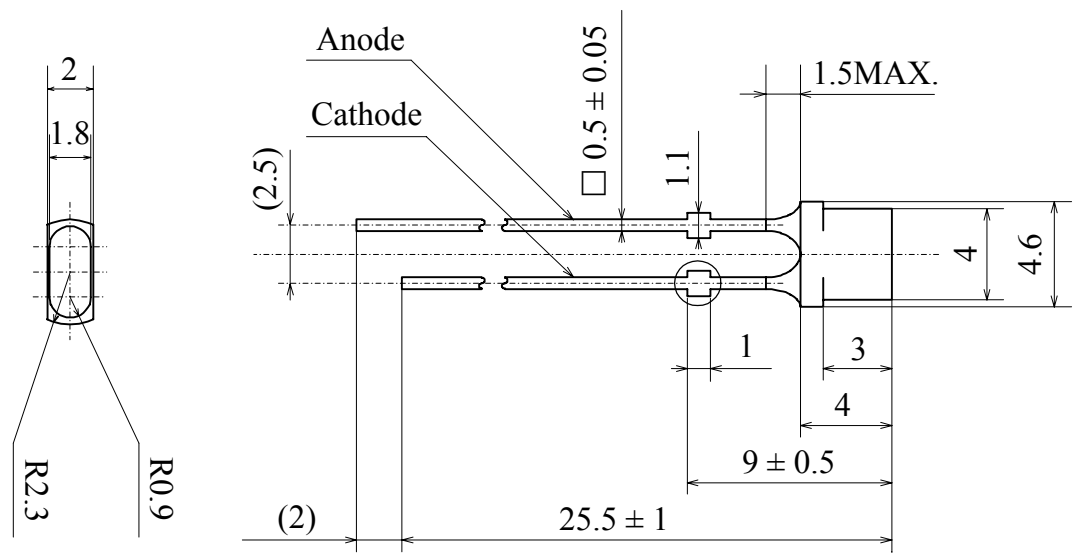 Anode
Cathode
2
1.8
(2.5)
□ 0.5 ± 0.05
1.1
1.5MAX.
4
4.6
1
3
4
9 ± 0.5
R2.3
R0.9
(2)
25.5 ± 1